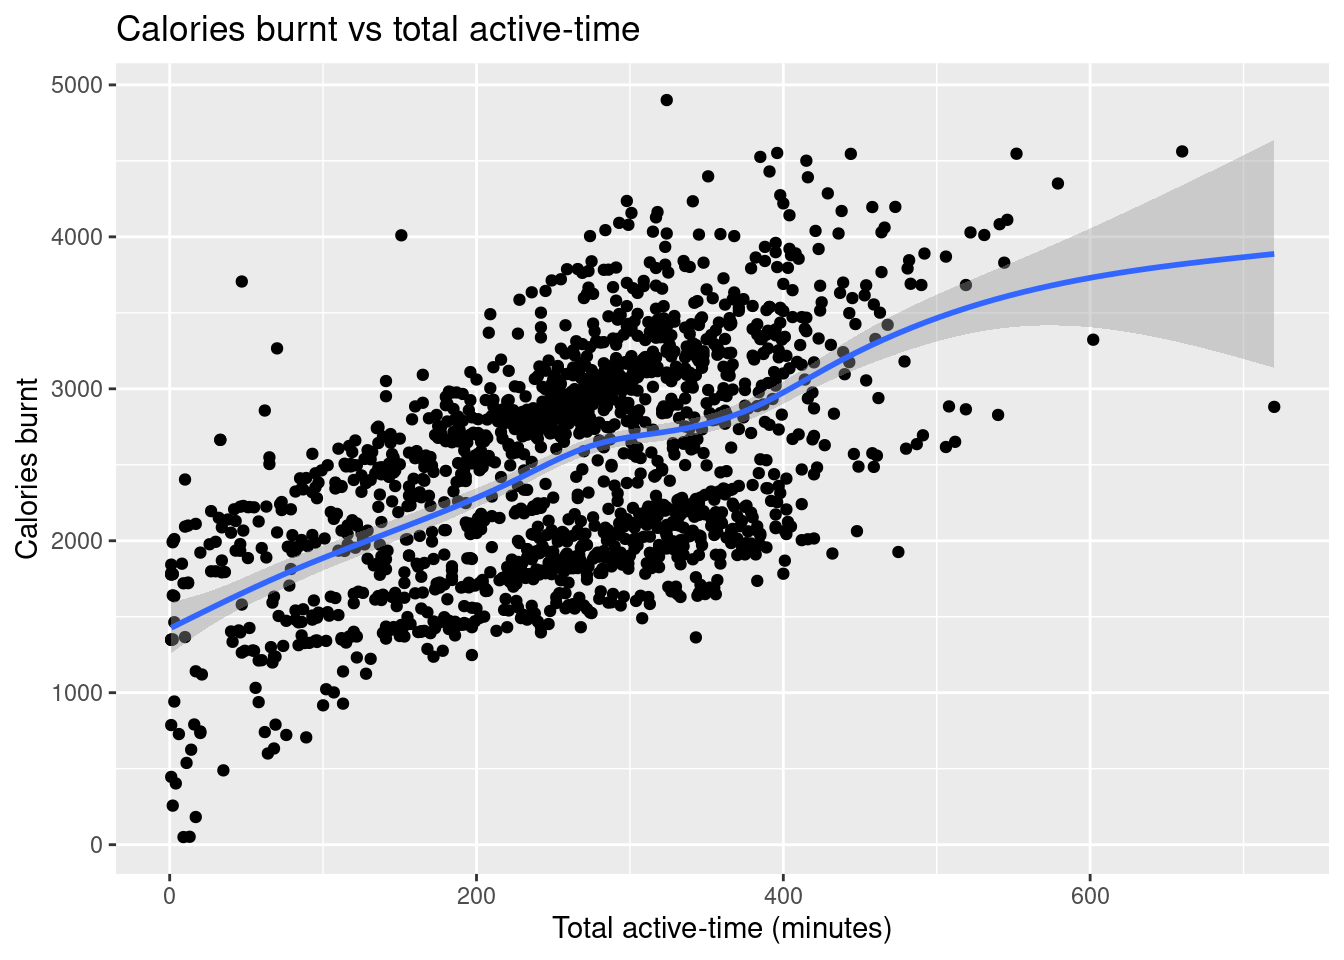 Calories burnt vs total active-time
5000
4000
3000
2000
1000
0
Calories burnt
0 200 400 600
Total active-time (minutes)